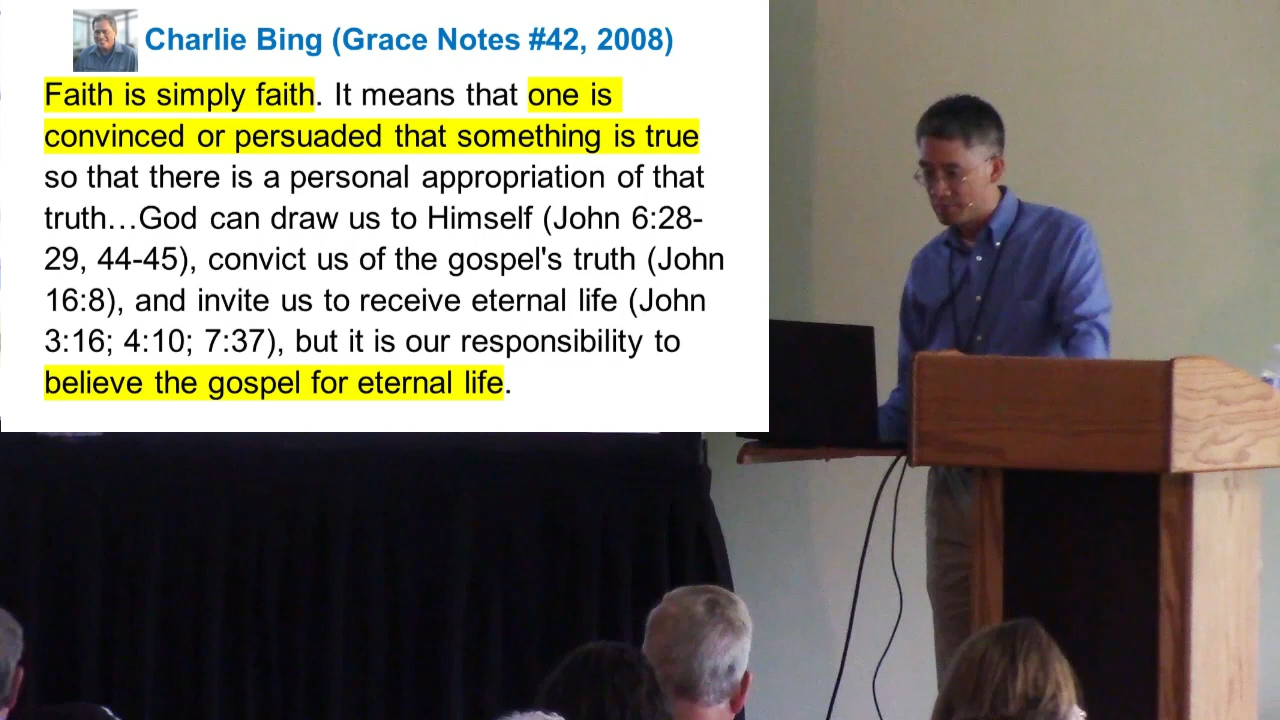 Charlie Bing (Grace Notes #42, 2008)
Faith is simply faith. It means that one is
convinced or persuaded that something is true
so that there is a personal appropriation of that
truth…God can draw us to Himself (John 6:28-
29, 44-45), convict us of the gospel's truth (John
16:8), and invite us to receive eternal life (John
3:16; 4:10; 7:37), but it is our responsibility to
believe the gospel for eternal life.